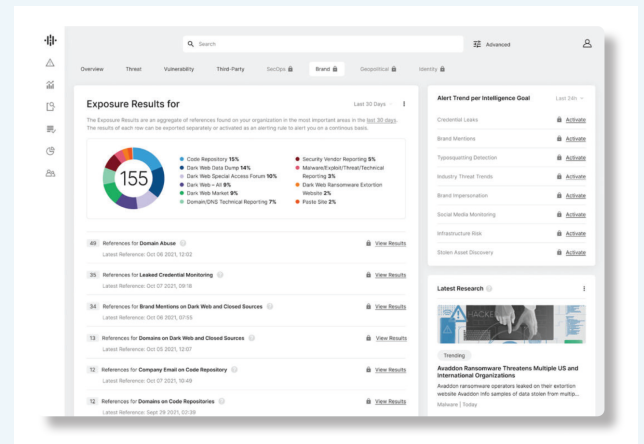 Search
Advanced
Overview Threat Vulnerability Third-Party SecOps Brand Geopolitical Identity
Exposure Results for
Last 30 Days
The Exposure Results are an aggregate of references found on your organization in the most important areas in the last 30 days.
The results of each row can be exported separately or activated as an alerting rule to alert you on a continous basis.
155
Code Repository 15%
Dark Web Data Dump 14%
Dark Web Special Access Forum 10%
Dark Web - All 9%
Dark Web Market 9%
Domain/DNS Technical Reporting 7%
Security Vendor Reporting 5%
Malware/Exploit/Threat/Technical
Reporting 3%
Dark Web Ransomware Extortion
Website 2%
Paste Site 2%
49 References for Domain Abuse View Results
Latest Reference: Oct 06 2021, 12:02
35 References for Leaked Credential Monitoring View Results
Latest Reference: Oct 07 2021, 09:18
34 References for Brand Mentions on Dark Web and Closed Sources View Results
Latest Reference: Oct 08 2021, 07:55
13 References for Domains on Dark Web and Closed Sources View Results
Latest Reference: Oct 05 2021, 12:07
12 References for Company Email on Code Repository View Results
Latest Reference: Oct 07 2021, 10:49
12 References for Domains on Code Repositories View Results
Latest Reference: Sept 29 2021, 02:39
Alert Trend per Intelligence Goal Last 24h
Credential Leaks Activate
Brand Mentions Activate
Typosquatting Detection Activate
Industry Threat Trends Activate
Brand Impersonation Activate
Social Media Monitoring Activate
Infrastructure Risk Activate
Stolen Asset Discovery Activate
Latest Research
HACKED
Trending
Avaddon Ransomware Threatens Multiple US and
International Organizations
Avaddon ransomware operators leaked on their extortion
website Avaddon Info samples of data stolen from multip...
Malware | Today